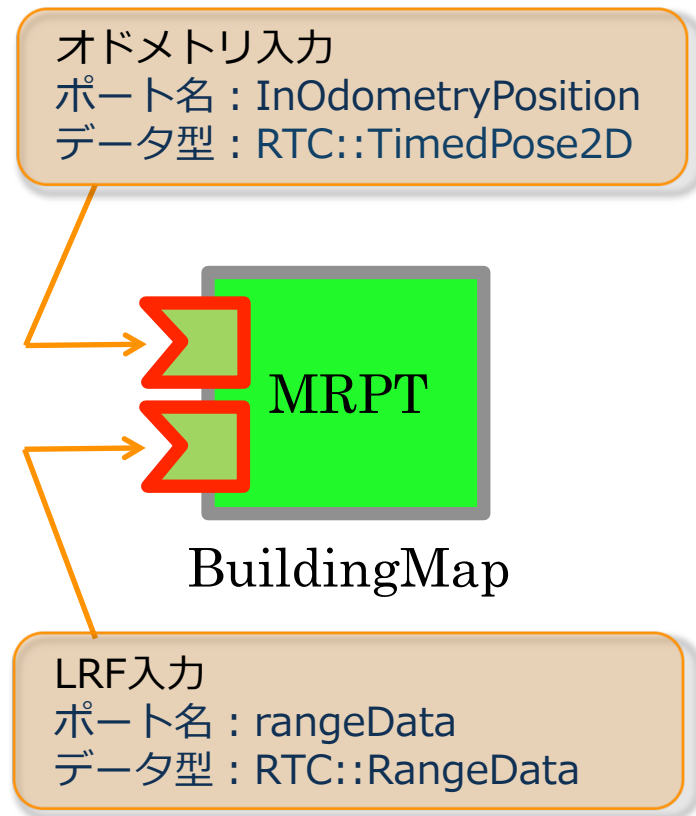 オドメトリ入力
ポート名：InOdometryPosition
データ型：RTC::TimedPose2D
MRPT
BuildingMap
LRF入力
ポート名：rangeData
データ型：RTC::RangeData